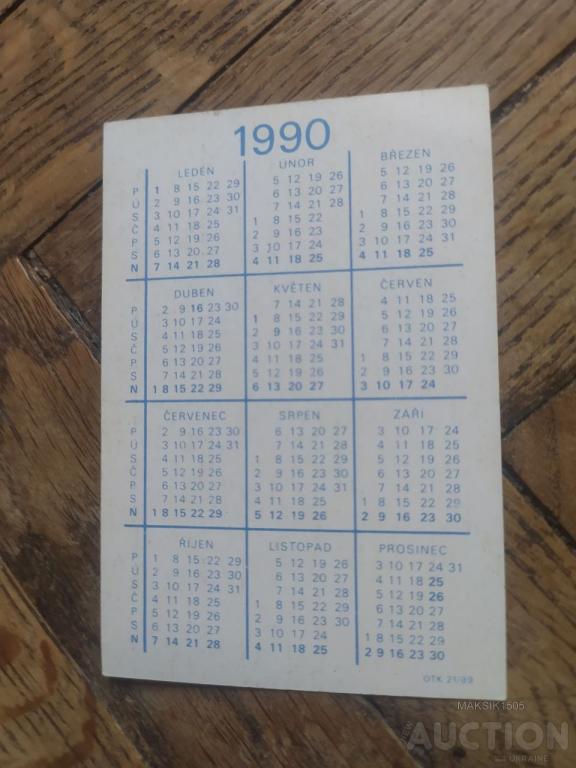 1990
LEDEN
P 1 8 15 22 29
Ú 2 9 16 23 30
S 3 10 17 24 31
Č 4 11 18 25
P 5 12 19 26
S 6 13 20 27
N 7 14 21 28
ÚNOR
5 12 19 26
6 13 20 27
7 14 21 28
1 8 15 22
2 9 16 23
3 10 17 24
4 11 18 25
BŘEZEN
5 12 19 26
6 13 20 27
7 14 21 28
1 8 15 22 29
2 9 16 23 30
3 10 17 24 31
4 11 18 25
DUBEN
P 2 9 16 23 30
Ú 3 10 17 24
S 4 11 18 25
Č 5 12 19 26
P 6 13 20 27
S 7 14 21 28
N 1 8 15 22 29
KVĚTEN
7 14 21 28
1 8 15 22 29
2 9 16 23 30
3 10 17 24 31
4 11 18 25
5 12 19 26
6 13 20 27
ČERVEN
4 11 18 25
5 12 19 26
6 13 20 27
7 14 21 28
1 8 15 22 29
2 9 16 23 30
3 10 17 24
ČERVENEC
P 2 9 16 23 30
Ú 3 10 17 24 31
S 4 11 18 25
Č 5 12 19 26
P 6 13 20 27
S 7 14 21 28
N 1 8 15 22 29
SRPEN
6 13 20 27
7 14 21 28
1 8 15 22 29
2 9 16 23 30
3 10 17 24 31
4 11 18 25
5 12 19 26
ZÁŘÍ
3 10 17 24
4 11 18 25
5 12 19 26
6 13 20 27
7 14 21 28
1 8 15 22 29
2 9 16 23 30
ŘÍJEN
P 1 8 15 22 29
Ú 2 9 16 23 30
S 3 10 17 24 31
Č 4 11 18 25
P 5 12 19 26
S 6 13 20 27
N 7 14 21 28
LISTOPAD
5 12 19 26
6 13 20 27
7 14 21 28
1 8 15 22 29
2 9 16 23 30
3 10 17 24
4 11 18 25
PROSINEC
3 10 17 24 31
4 11 18 25
5 12 19 26
6 13 20 27
7 14 21 28
1 8 15 22 29
2 9 16 23 30
OTK 21/89
MAKSIK1505
AUCTION
UKRAINE